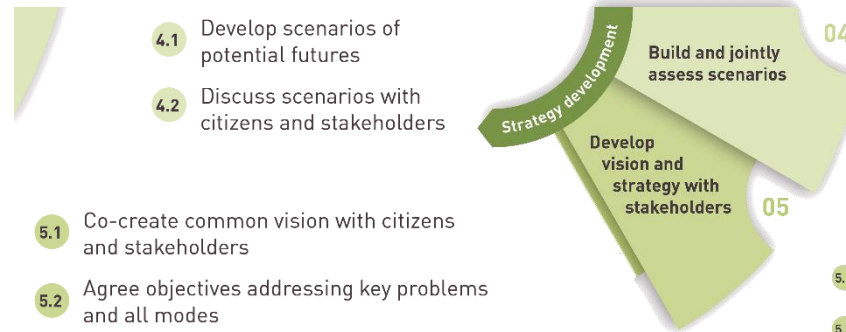 4.1 Develop scenarios of
potential futures
4.2 Discuss scenarios with
citizens and stakeholders
Strategy development
Build and jointly
assess scenarios
04
Develop
vision and
strategy with
stakeholders
05
5.1 Co-create common vision with citizens
and stakeholders
5.2 Agree objectives addressing key problems
and all modes
5.
5.